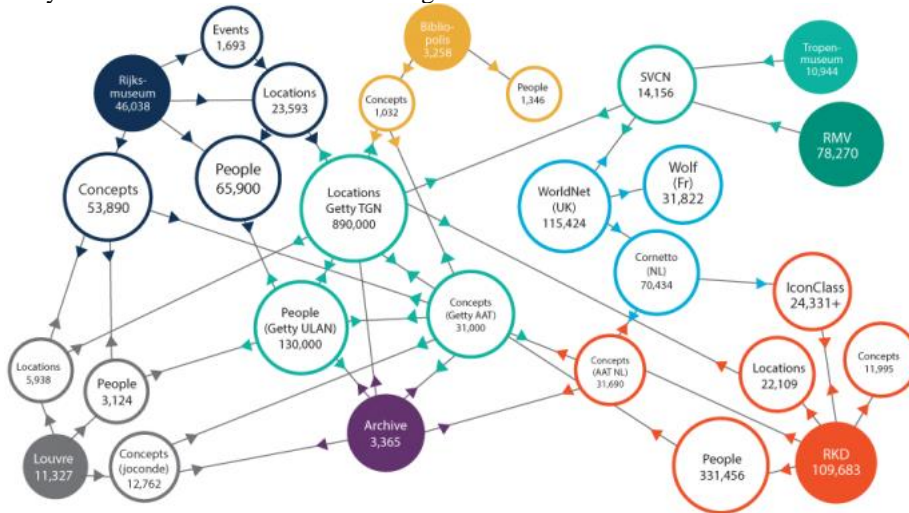 Events
1,693
Rijks-
museum
46,038
Locations
23,593
Concepts
53,890
People
65,900
Bibliopolis
3,258
Concepts
1,032
People
1,346
SVCN
14,156
Tropen-
museum
10,944
RMV
78,270
Locations
Getty TGN
890,000
WorldNet
(UK)
115,424
Wolf
(Fr)
31,822
Cornetto
(NL)
70,434
IconClass
24,331+
People
(Getty ULAN)
130,000
Concepts
(Getty AAT)
31,000
Locations
5,938
People
3,124
Concepts
(AAT NL)
31,690
Locations
22,109
Concepts
11,995
Louvre
11,327
Concepts
(joconde)
12,762
Archive
3,365
People
331,456
RKD
109,683